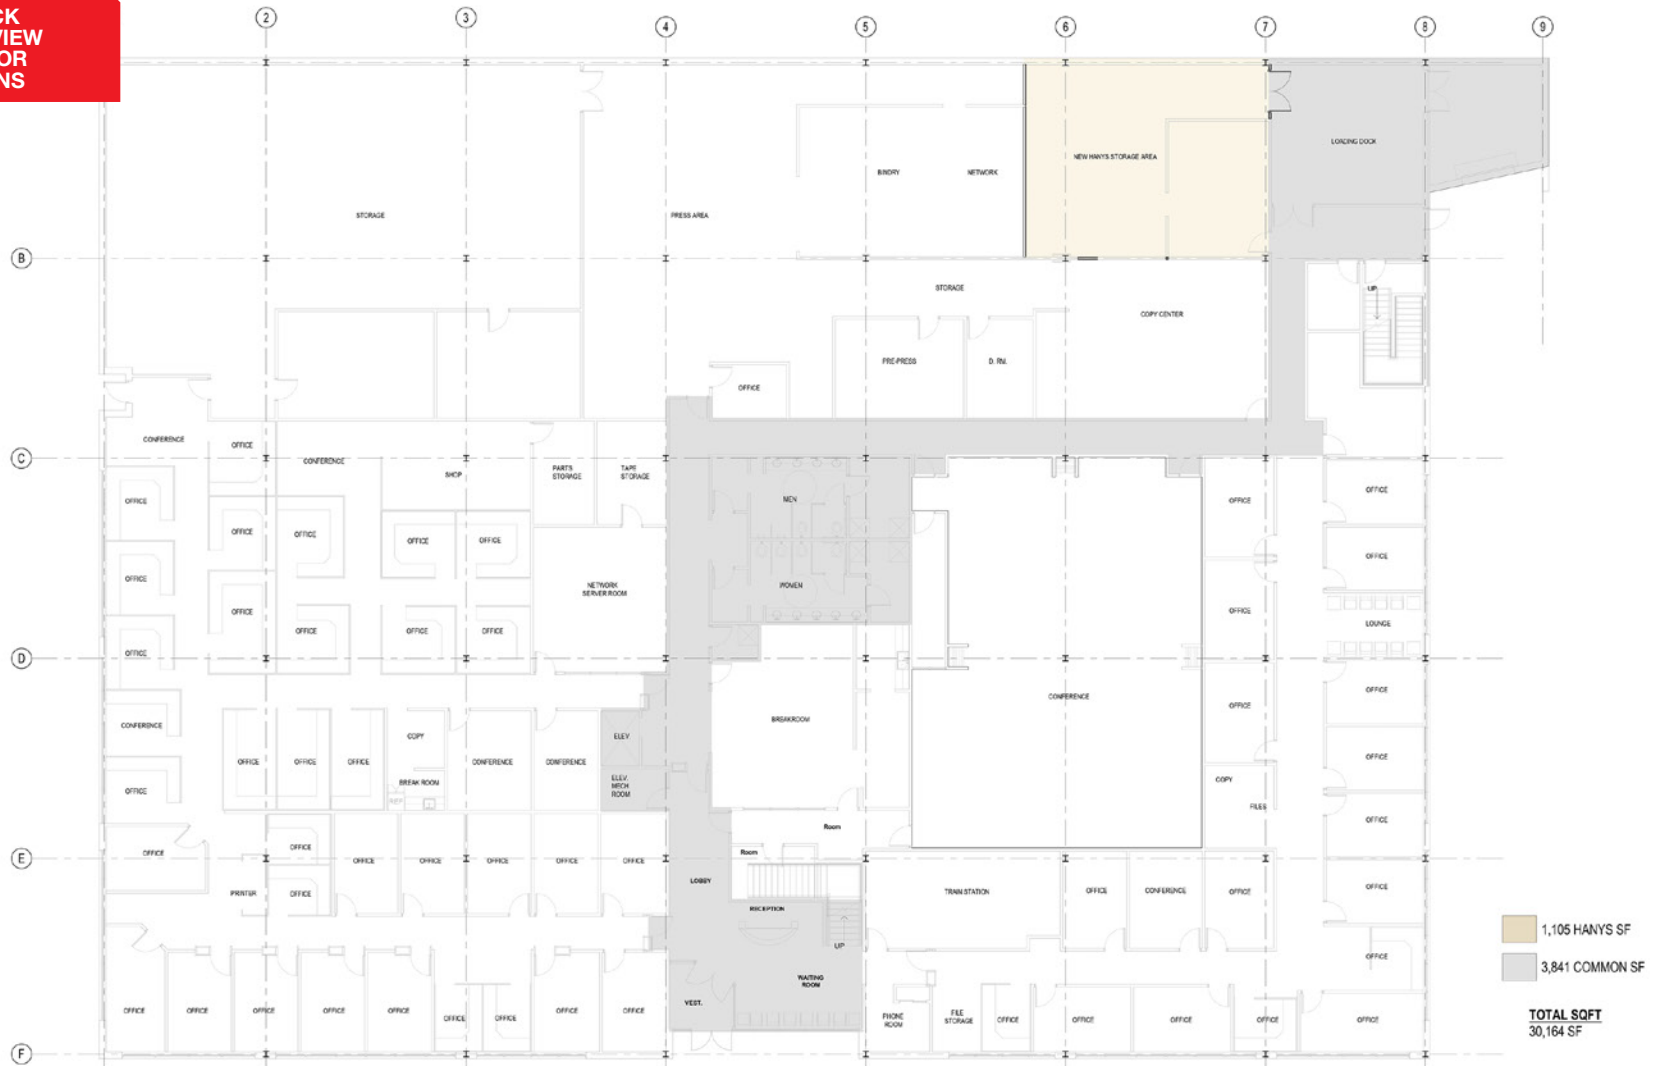 CK
VIEW
OR
NS
2
3
4
5
6
7
8
9
LOADING DOCK
NEW HANYS STORAGE AREA
BINDRY
NETWORK
STORAGE
PRESS AREA
B
STORAGE
UP
COPY CENTER
PRE-PRESS
D. RM.
OFFICE
CONFERENCE
OFFICE
C
CONFERENCE
SHOP
PARTS
STORAGE
TAPE
STORAGE
OFFICE
MEN
OFFICE
OFFICE
OFFICE
OFFICE
OFFICE
OFFICE
OFFICE
OFFICE
OFFICE
NETWORK
SERVER ROOM
WOMEN
OFFICE
OFFICE
LOUNGE
OFFICE
OFFICE
OFFICE
OFFICE
D
OFFICE
CONFERENCE
OFFICE
CONFERENCE
BREAKROOM
COPY
ELEV
OFFICE
OFFICE
OFFICE
OFFICE
CONFERENCE
CONFERENCE
BREAK ROOM
REF
ELEV.
MECH
ROOM
COPY
FILES
OFFICE
OFFICE
Room
OFFICE
OFFICE
OFFICE
Room
E
OFFICE
OFFICE
OFFICE
OFFICE
OFFICE
LOBBY
PRINTER
OFFICE
TRAIN STATION
OFFICE
CONFERENCE
OFFICE
OFFICE
RECEPTION
UP
OFFICE
WAITING
ROOM
VEST.
OFFICE
OFFICE
OFFICE
OFFICE
OFFICE
OFFICE
OFFICE
OFFICE
OFFICE
PHONE
ROOM
FILE
STORAGE
OFFICE
OFFICE
OFFICE
OFFICE
OFFICE
F
1,105 HANYS SF
3,841 COMMON SF
TOTAL SQFT
30,164 SF